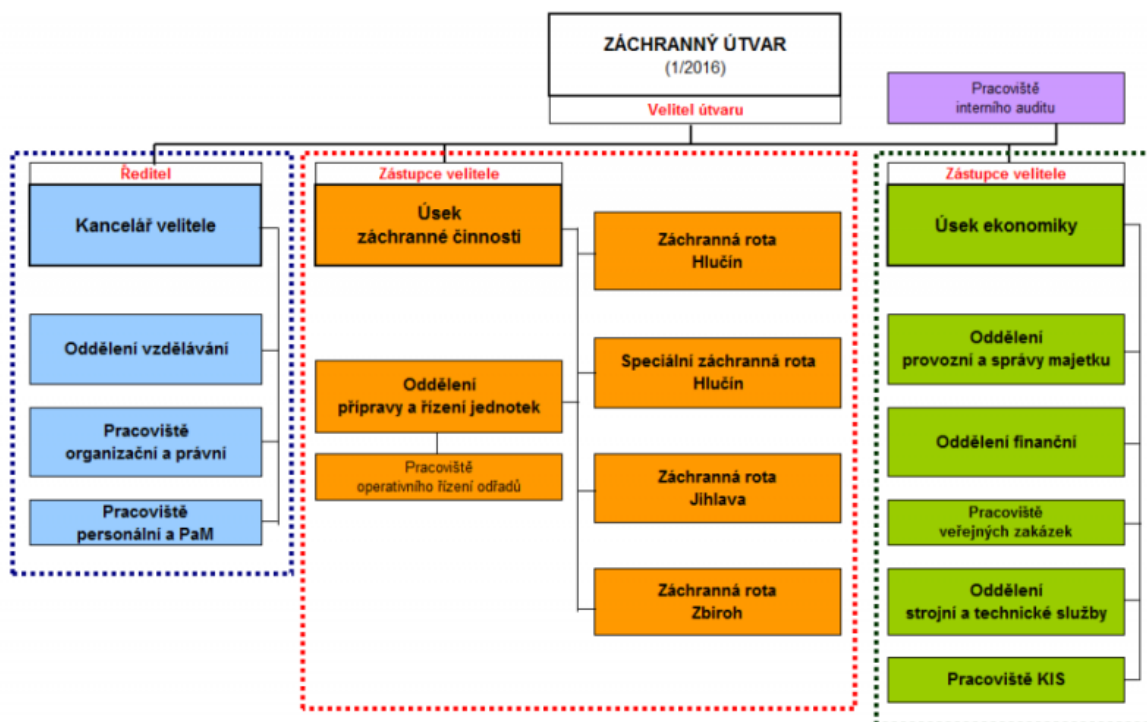 ZÁCHRANNÝ ÚTVAR
(1/2016)
Velitel útvaru
Pracoviště
interního auditu
Ředitel
Kancelář velitele
Oddělení vzdělávání
Pracoviště
organizační a právní
Pracoviště
personální a PaM
Zástupce velitele
Úsek
záchranné činnosti
Oddělení
přípravy a řízení jednotek
Pracoviště
operativního řízení odřadů
Záchranná rota
Hlučín
Speciální záchranná rota
Hlučín
Záchranná rota
Jihlava
Záchranná rota
Zbiroh
Zástupce velitele
Úsek ekonomiky
Oddělení
provozní a správy majetku
Oddělení finanční
Pracoviště
veřejných zakázek
Oddělení
strojní a technické služby
Pracoviště KIS